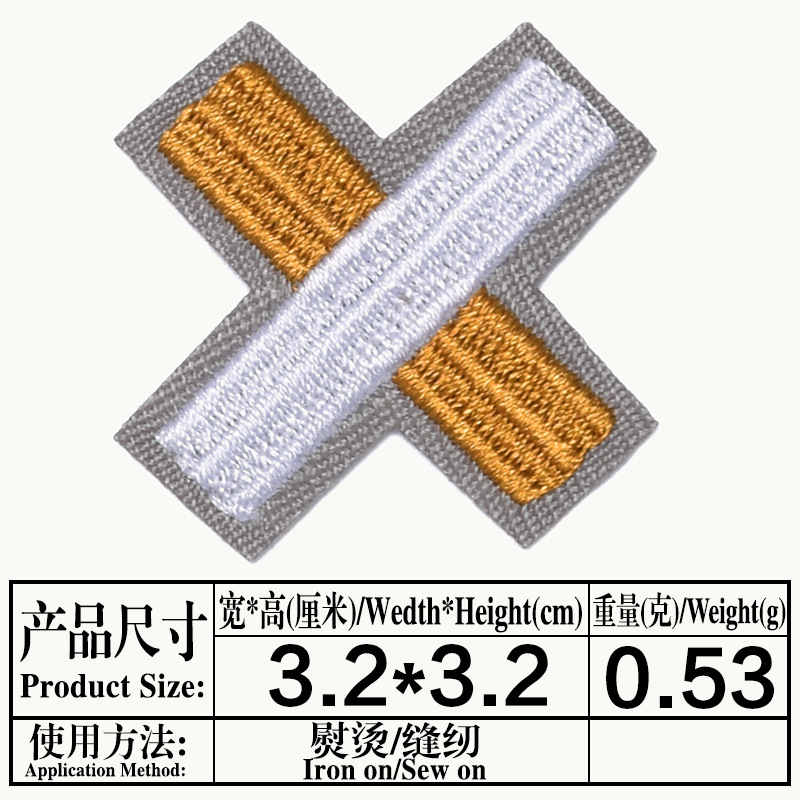 产品尺寸
Product Size:
宽*高(厘米)/Wedth*Height(cm)
重量(克)/Weight(g)
3.2*3.2
0.53
使用方法:
Application Method:
熨烫/缝纫
Iron on/Sew on